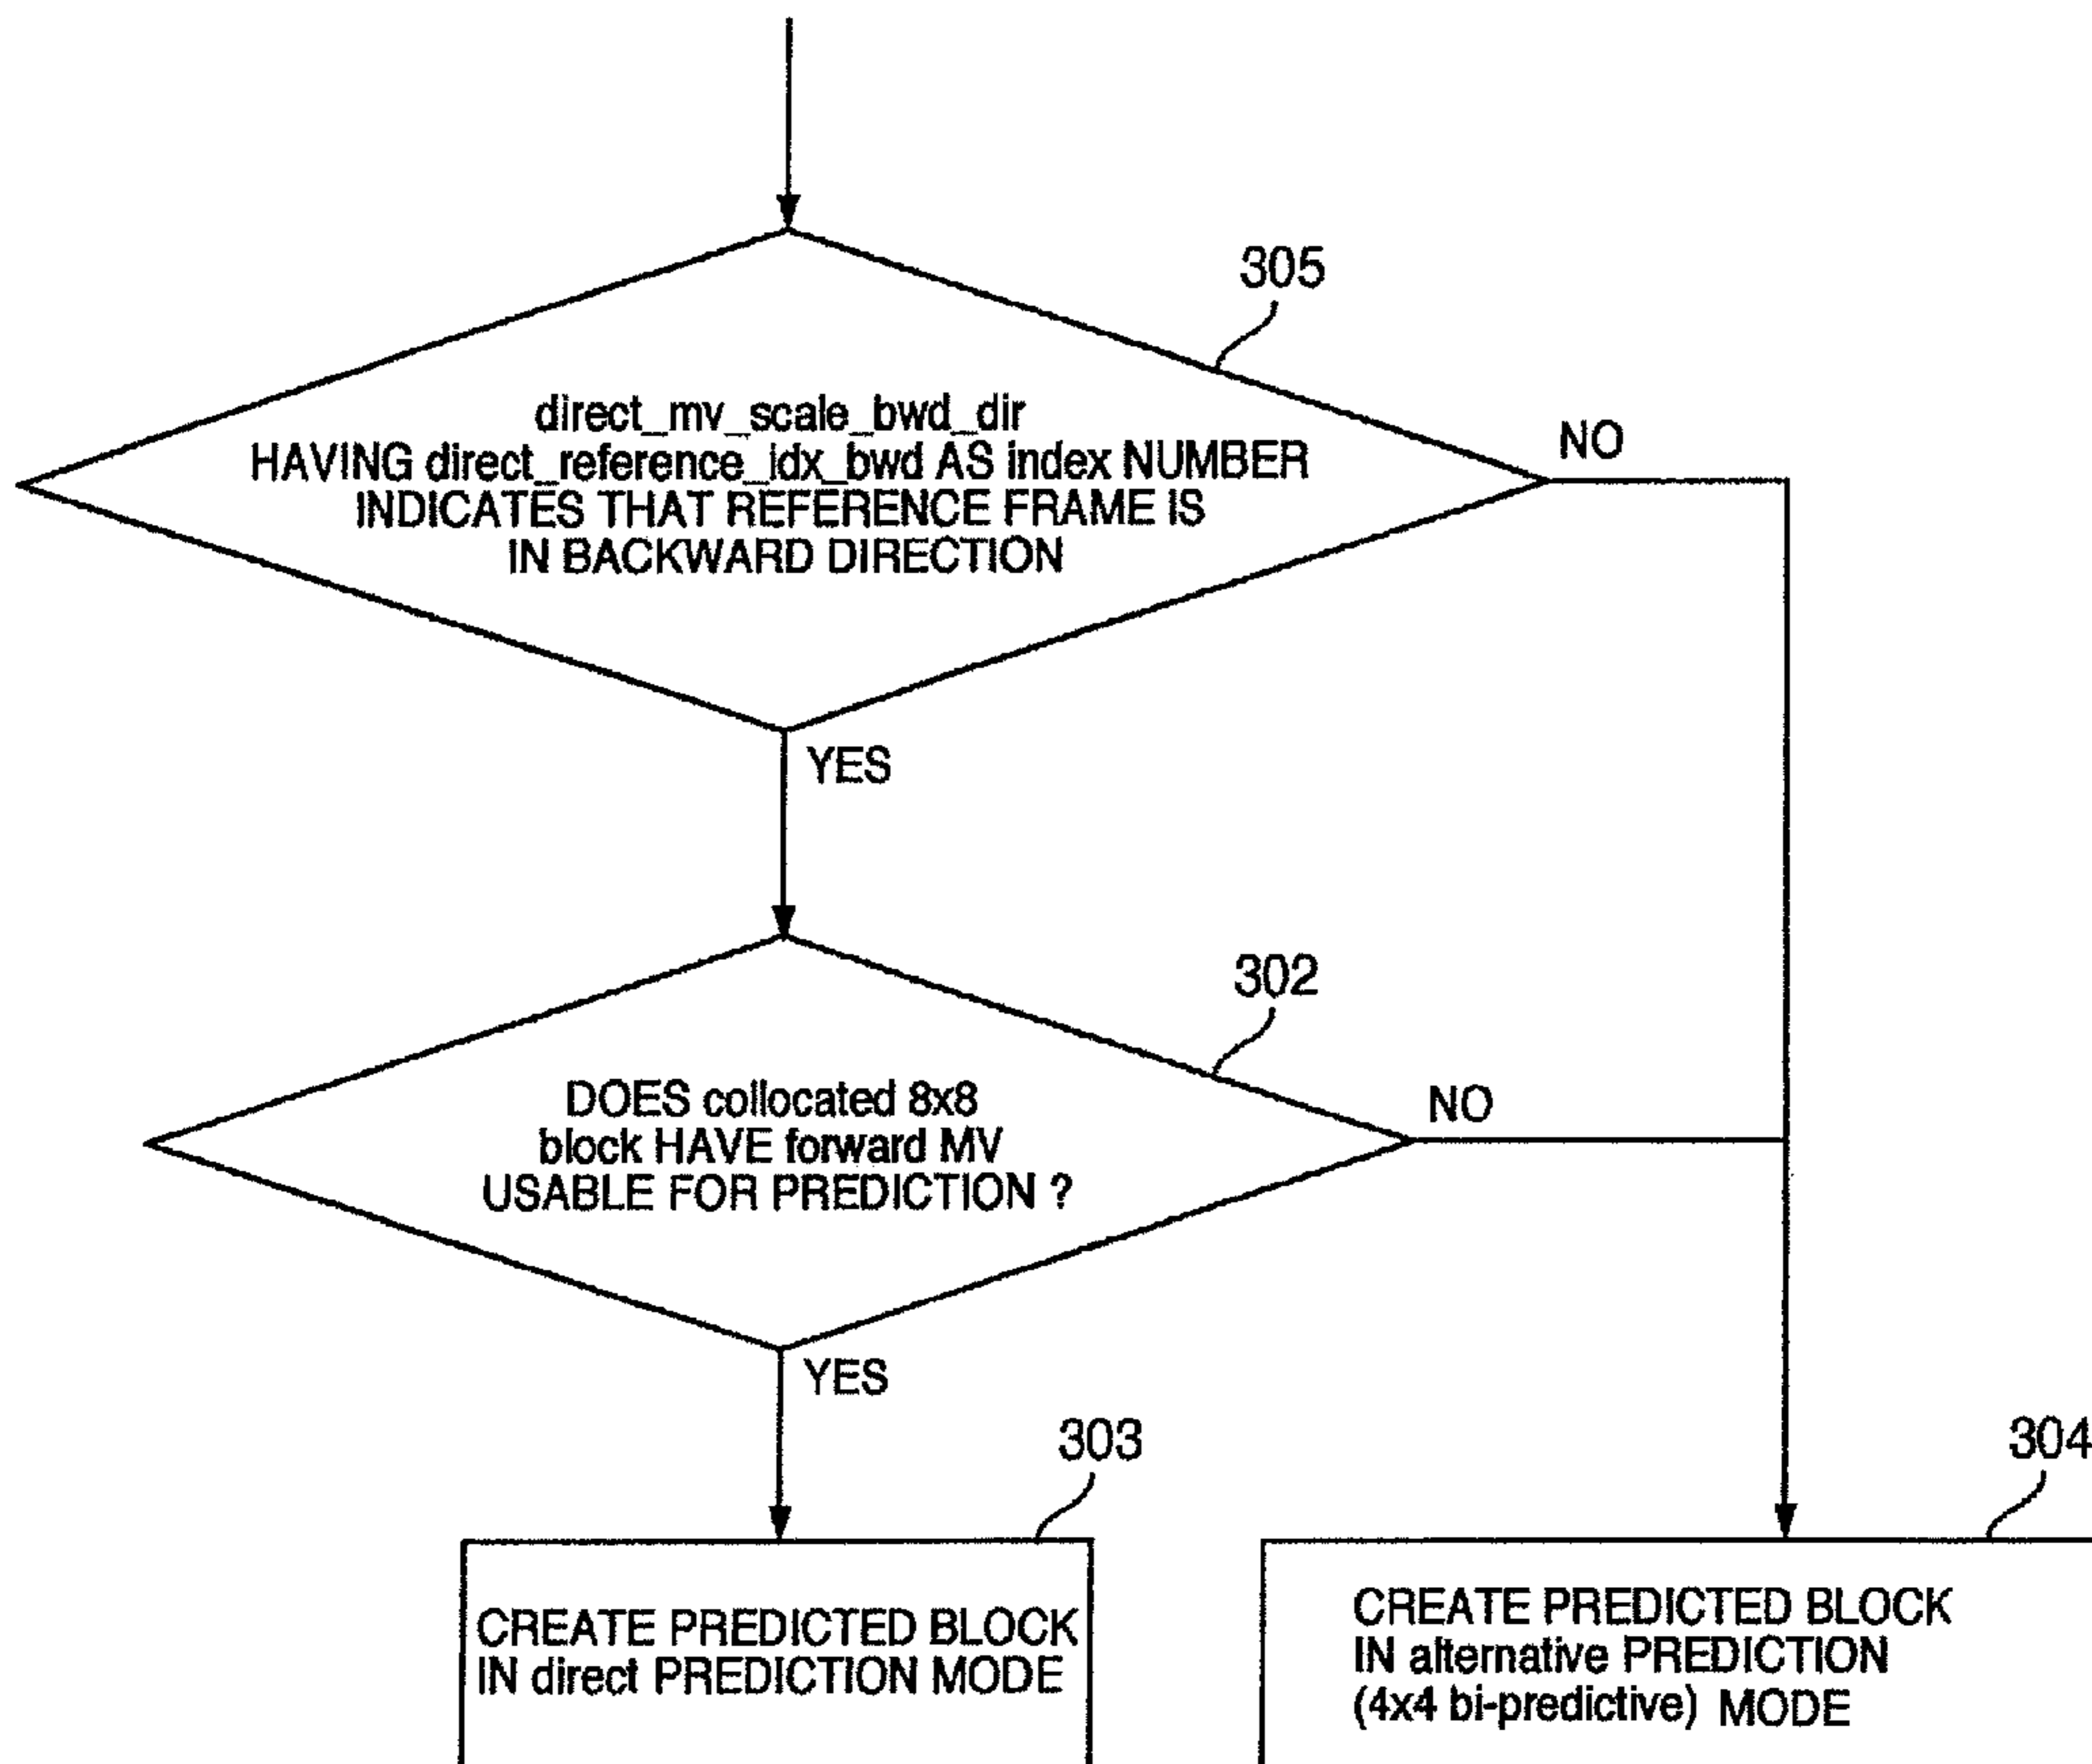 305
direct_mv_scale_bwd_dir
HAVING direct_reference_idx_bwd AS index NUMBER
INDICATES THAT REFERENCE FRAME IS
IN BACKWARD DIRECTION
NO
YES
302
DOES collocated 8x8
block HAVE forward MV
USABLE FOR PREDICTION ?
NO
YES
303
CREATE PREDICTED BLOCK
IN direct PREDICTION MODE
304
CREATE PREDICTED BLOCK
IN alternative PREDICTION
(4x4 bi-predictive) MODE